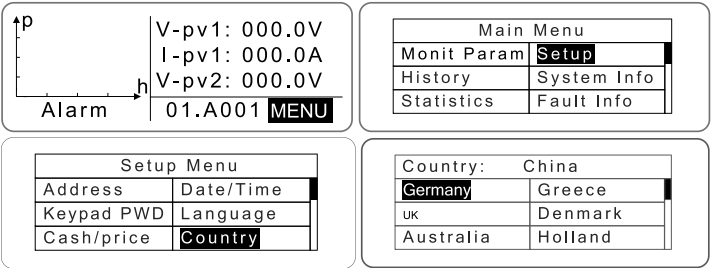 p
V-pv1: 000.0V
I-pv1: 000.0A
V-pv2: 000.0V
h
Alarm 01.A001 MENU
Main Menu
Monit Param Setup
History System Info
Statistics Fault Info
Setup Menu
Address Date/Time
Keypad PWD Language
Cash/price Country
Country: China
Germany Greece
UK Denmark
Australia Holland